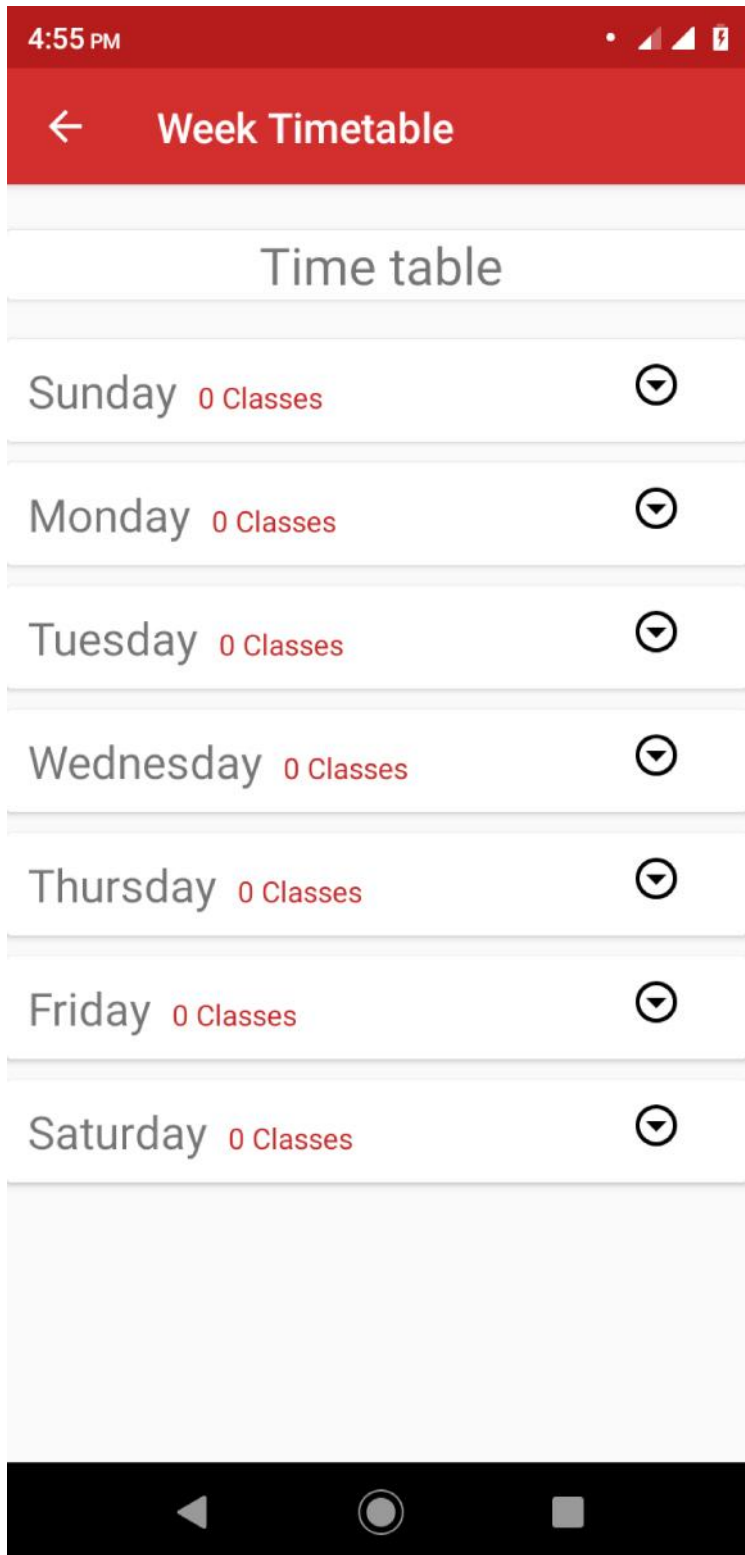 4:55 PM
Week Timetable
Time table
Sunday 0 Classes
Monday 0 Classes
Tuesday 0 Classes
Wednesday 0 Classes
Thursday 0 Classes
Friday 0 Classes
Saturday 0 Classes